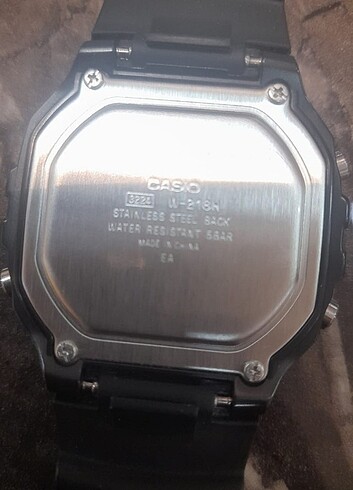 CASIO
3224 W-218H
STAINLESS STEEL BACK
WATER RESISTANT 5BAR
MADE IN CHINA
EA